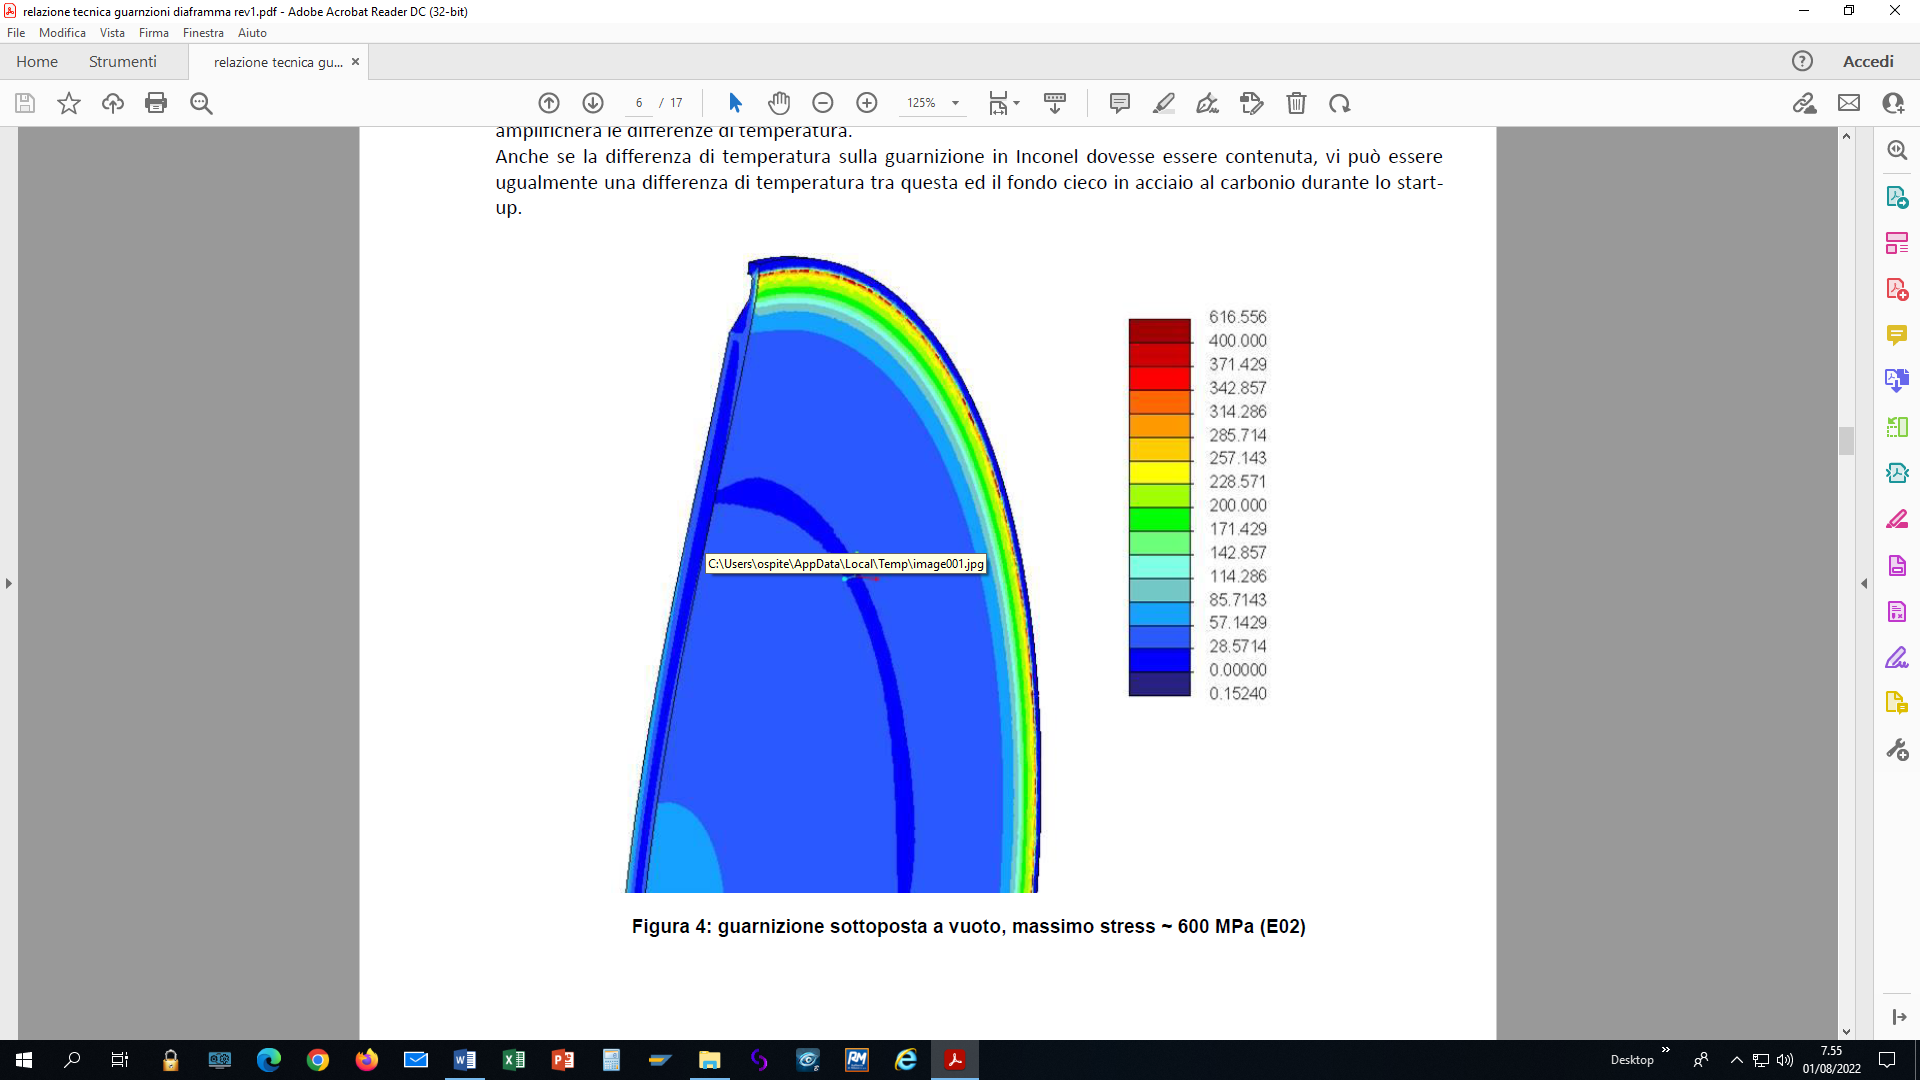 relazione tecnica guarnzioni diaframma rev1.pdf - Adobe Acrobat Reader DC (32-bit)
File Modifica Vista Firma Finestra Aiuto
Home Strumenti relazione tecnica gu... × Accedi
6 / 17 125%
amplificherà le differenze di temperatura.
Anche se la differenza di temperatura sulla guarnizione in Inconel dovesse essere contenuta, vi può essere
ugualmente una differenza di temperatura tra questa ed il fondo cieco in acciaio al carbonio durante lo start-
up.
616.556
400.000
371.429
342.857
314.286
285.714
257.143
228.571
200.000
171.429
142.857
114.286
85.7143
57.1429
28.5714
0.00000
0.15240
C:\Users\ospite\AppData\Local\Temp\image001.jpg
Figura 4: guarnizione sottoposta a vuoto, massimo stress ~ 600 MPa (E02)
Desktop »
7.55
01/08/2022